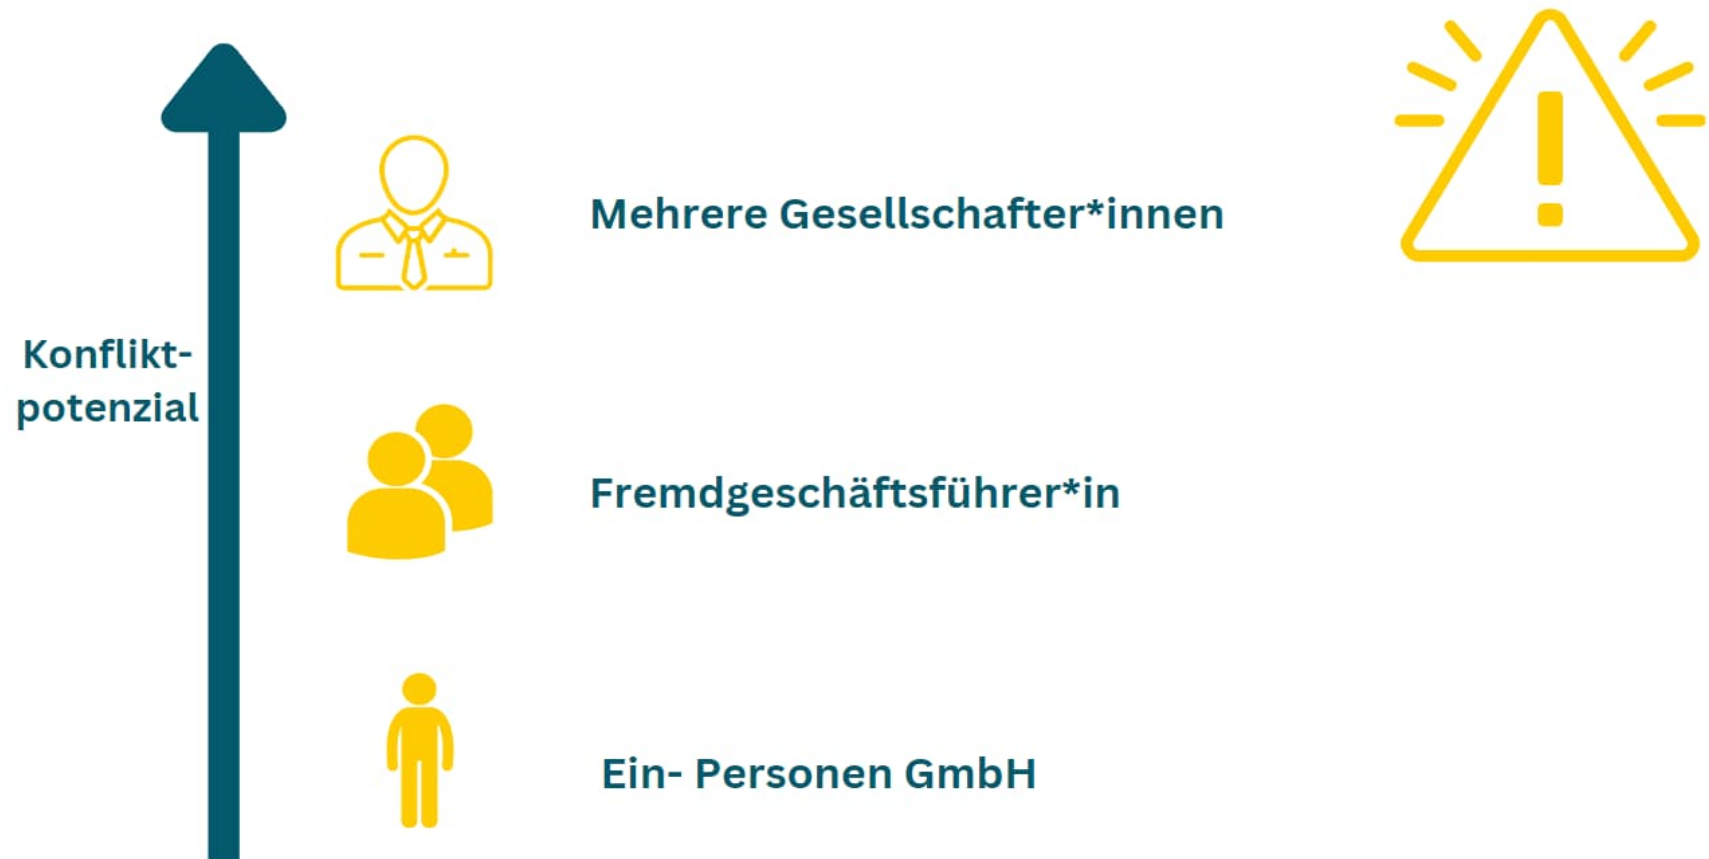 Mehrere Gesellschafter*innen
Konflikt-
potenzial
Fremdgeschäftsführer*in
Ein- Personen GmbH